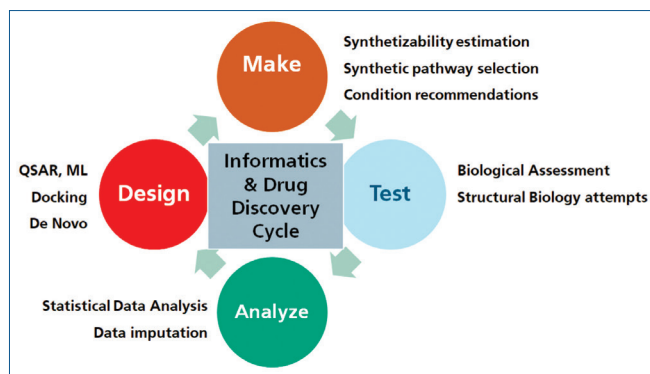 Make
Synthetizability estimation
Synthetic pathway selection
Condition recommendations
QSAR, ML
Docking
De Novo
Design
Informatics
& Drug
Discovery
Cycle
Test
Biological Assessment
Structural Biology attempts
Statistical Data Analysis
Data imputation
Analyze